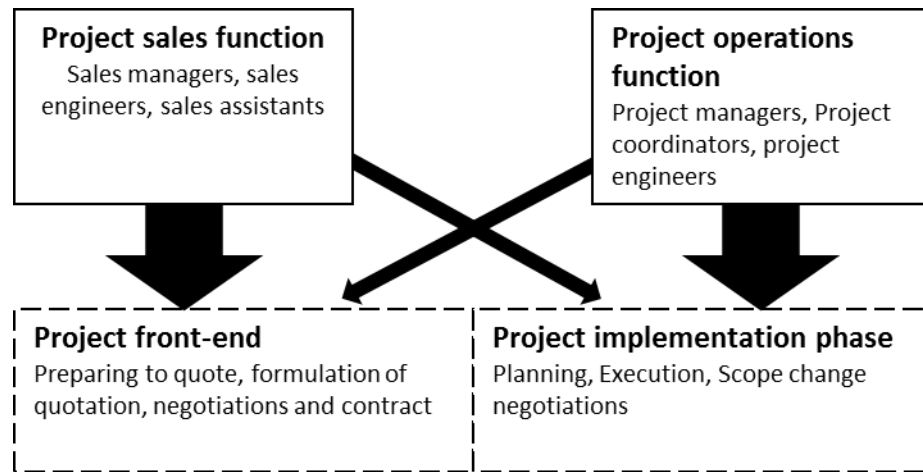 Project sales function
Sales managers, sales
engineers, sales assistants
Project operations
function
Project managers, Project
coordinators, project
engineers
Project front-end
Preparing to quote, formulation of
quotation, negotiations and contract
Project implementation phase
Planning, Execution, Scope change
negotiations